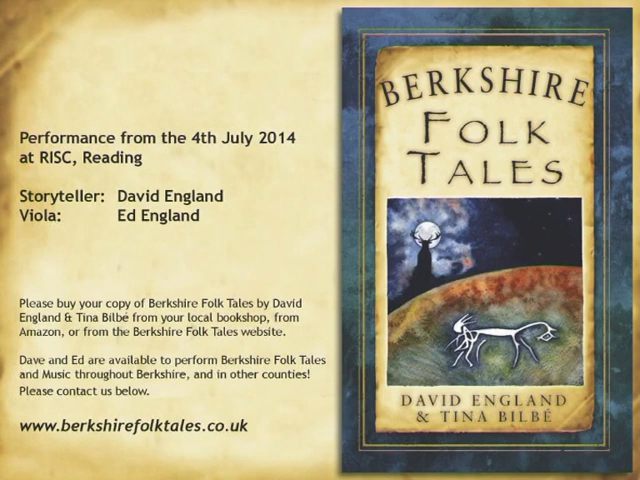 Performance from the 4th July 2014
at RISC, Reading
Storyteller: David England
Viola: Ed England
Please buy your copy of Berkshire Folk Tales by David
England & Tina Bilbé from your local bookshop, from
Amazon, or from the Berkshire Folk Tales website.
Dave and Ed are available to perform Berkshire Folk Tales
and Music throughout Berkshire, and in other counties!
Please contact us below.
www.berkshirefolktales.co.uk
BERKSHIRE
FOLK
TALES
DAVID ENGLAND
& TINA BILBÉ